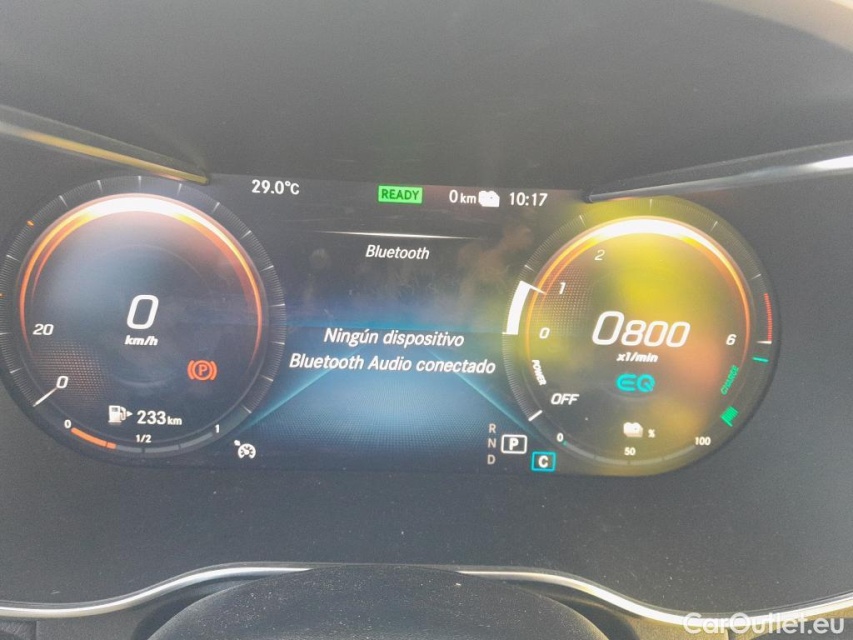 29.0°C
READY
0 km
10:17
Bluetooth
Ningún dispositivo
Bluetooth Audio conectado
0
km/h
20
0
P
233 km
0
1/2
1
R
N
D
P
C
2
1
0
6
0800
x1/min
EQ
POWER
OFF
CHARGE
%
0
50
100
CarOutlet.eu